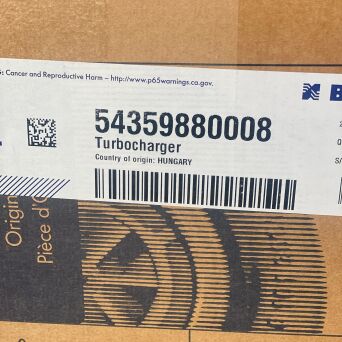 : Cancer and Reproductive Harm – http://www.p65warnings.ca.gov.
B
54359880008
Turbocharger
Country of origin: HUNGARY
S/
Origin
Pièce d'O